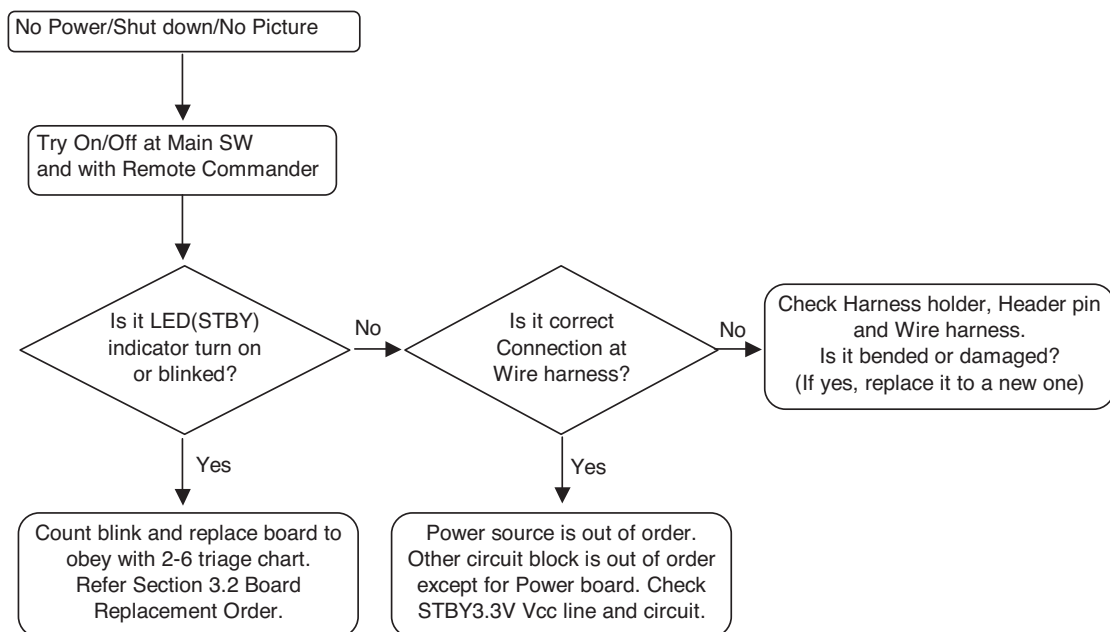 No Power/Shut down/No Picture
Try On/Off at Main SW
and with Remote Commander
Is it LED(STBY)
indicator turn on
or blinked?
No
Is it correct
Connection at
Wire harness?
No
Check Harness holder, Header pin
and Wire harness.
Is it bended or damaged?
(If yes, replace it to a new one)
Yes
Yes
Count blink and replace board to
obey with 2-6 triage chart.
Refer Section 3.2 Board
Replacement Order.
Power source is out of order.
Other circuit block is out of order
except for Power board. Check
STBY3.3V Vcc line and circuit.